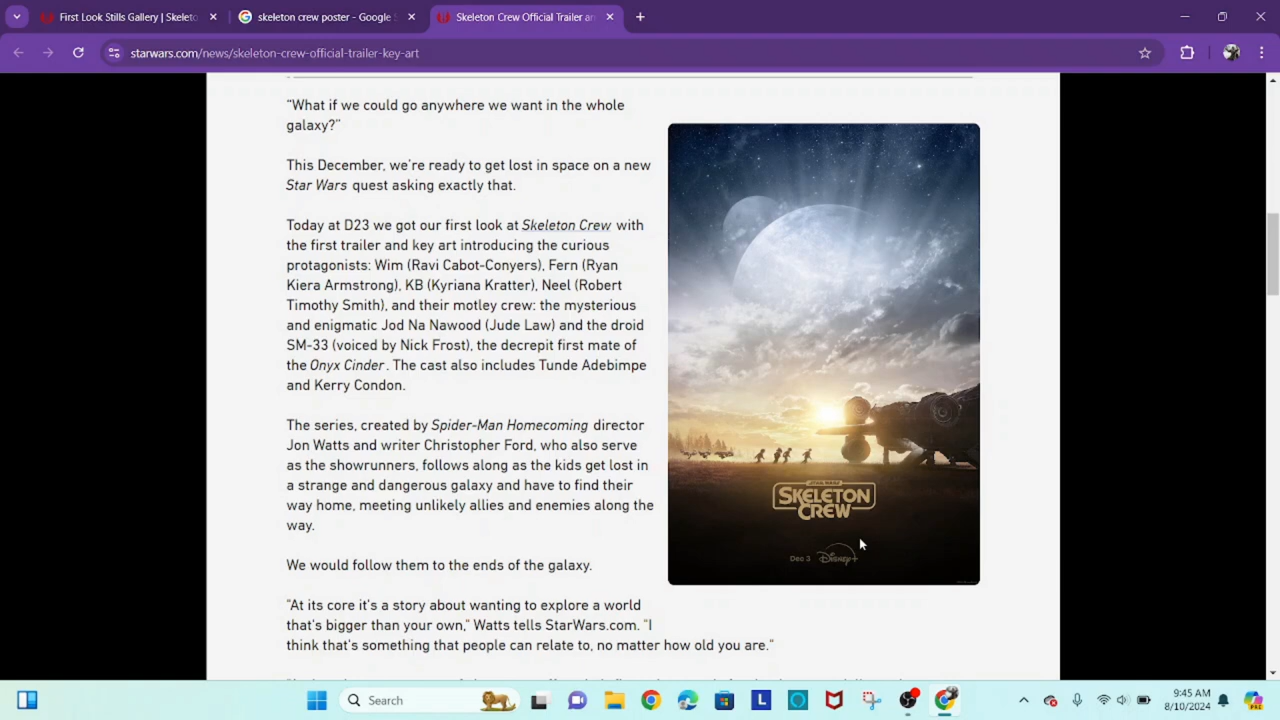 First Look Stills Gallery | Skeleto
skeleton crew poster - Google S
Skeleton Crew Official Trailer an
starwars.com/news/skeleton-crew-official-trailer-key-art
“What if we could go anywhere we want in the whole
galaxy?”
This December, we’re ready to get lost in space on a new
Star Wars quest asking exactly that.
Today at D23 we got our first look at Skeleton Crew with
the first trailer and key art introducing the curious
protagonists: Wim (Ravi Cabot-Conyers), Fern (Ryan
Kiera Armstrong), KB (Kyriana Kratter), Neel (Robert
Timothy Smith), and their motley crew: the mysterious
and enigmatic Jod Na Nawood (Jude Law) and the droid
SM-33 (voiced by Nick Frost), the decrepit first mate of
the Onyx Cinder. The cast also includes Tunde Adebimpe
and Kerry Condon.
The series, created by Spider-Man Homecoming director
Jon Watts and writer Christopher Ford, who also serve
as the showrunners, follows along as the kids get lost in
a strange and dangerous galaxy and have to find their
way home, meeting unlikely allies and enemies along the
way.
We would follow them to the ends of the galaxy.
“At its core it’s a story about wanting to explore a world
that’s bigger than your own,” Watts tells StarWars.com. “I
think that’s something that people can relate to, no matter how old you are.”
STAR WARS
SKELETON
CREW
Dec 3 Disney+
Search
9:45 AM
8/10/2024